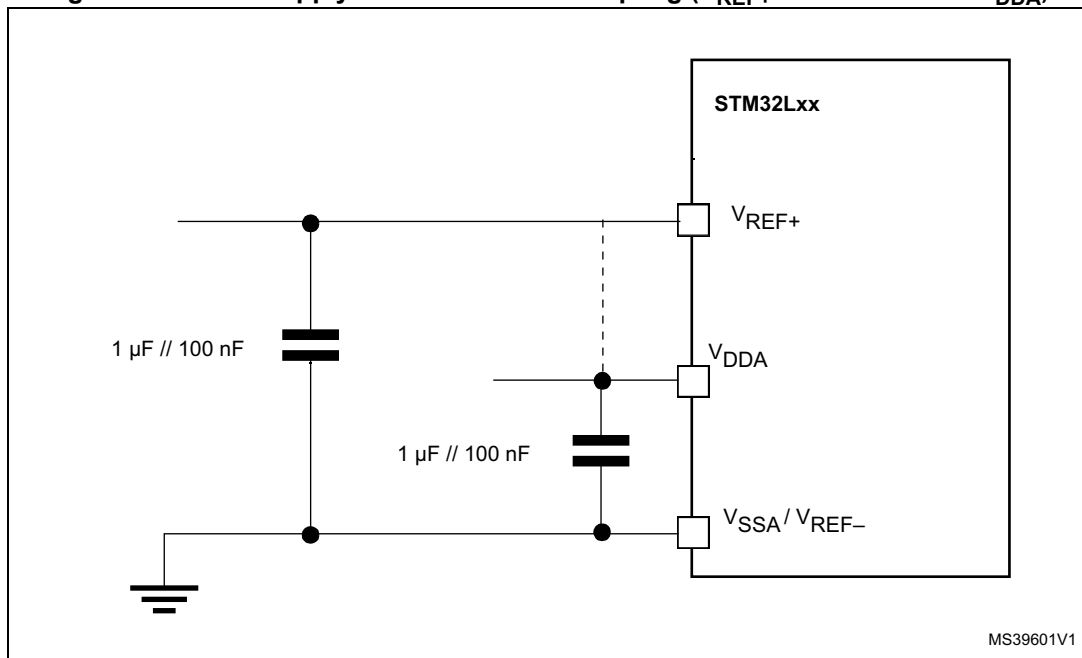 STM32Lxx
VREF+
1 µF // 100 nF
VDDA
1 µF // 100 nF
VSSA / VREF–
MS39601V1